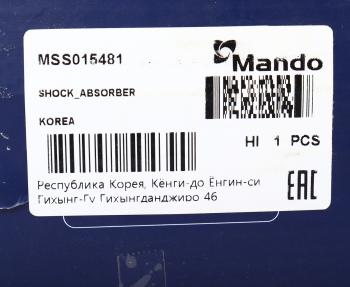 MSS015481
Mando
SHOCK_ABSORBER
KOREA
HI 1 PCS
Республика Корея, Кёнги-до Ёнгин-си
Гихынг-Гу Гихынгданджиро 46
EAC